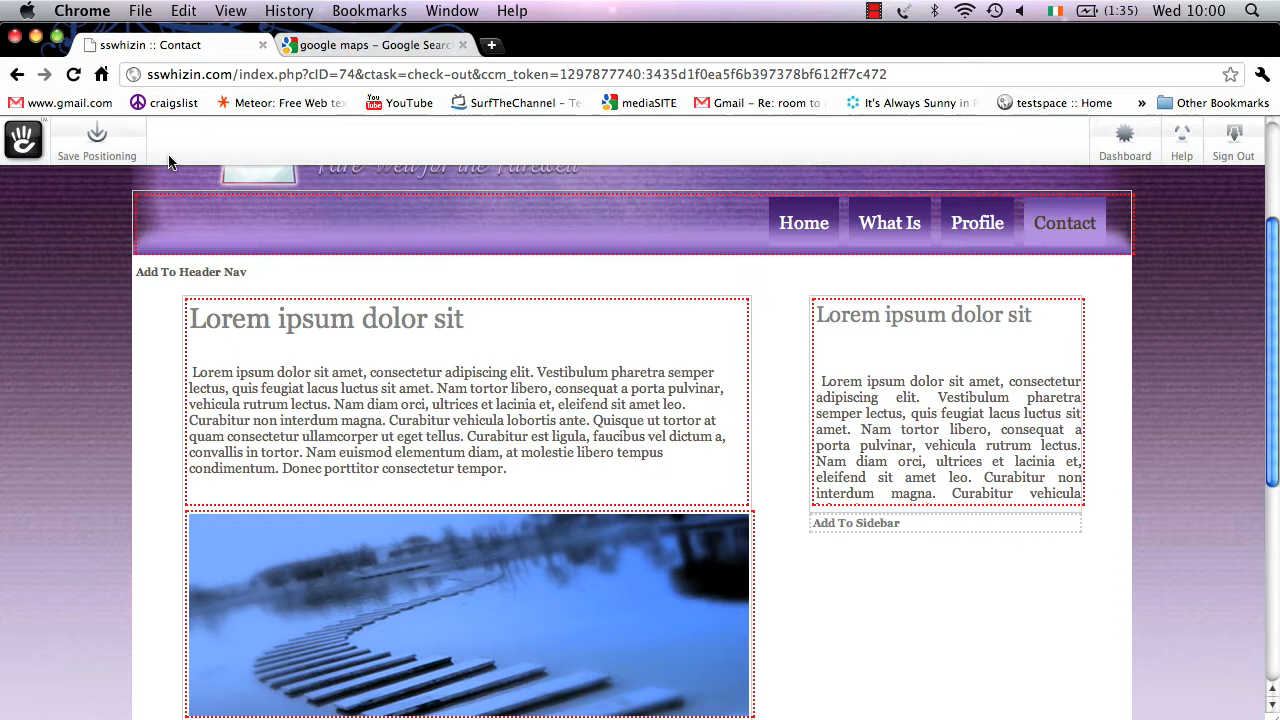 Chrome File Edit View History Bookmarks Window Help (1:35) Wed 10:00
sswhizin :: Contact google maps - Google Searc
sswhizin.com/index.php?cID=74&ctask=check-out&ccm_token=1297877740:3435d1f0ea5f6b397378bf612ff7c472
www.gmail.com craigslist Meteor: Free Web tex YouTube SurfTheChannel - Te mediaSITE Gmail - Re: room to It's Always Sunny in testspace :: Home » Other Bookmarks
Save Positioning Dashboard Help Sign Out
Fare Well for the Farewell
Home What Is Profile Contact
Add To Header Nav
Lorem ipsum dolor sit
Lorem ipsum dolor sit amet, consectetur adipiscing elit. Vestibulum pharetra semper
lectus, quis feugiat lacus luctus sit amet. Nam tortor libero, consequat a porta pulvinar,
vehicula rutrum lectus. Nam diam orci, ultrices et lacinia et, eleifend sit amet leo.
Curabitur non interdum magna. Curabitur vehicula lobortis ante. Quisque ut tortor at
quam consectetur ullamcorper ut eget tellus. Curabitur est ligula, faucibus vel dictum a,
convallis in tortor. Nam euismod elementum diam, at molestie libero tempus
condimentum. Donec porttitor consectetur tempor.
Lorem ipsum dolor sit
Lorem ipsum dolor sit amet, consectetur
adipiscing elit. Vestibulum pharetra
semper lectus, quis feugiat lacus luctus sit
amet. Nam tortor libero, consequat a
porta pulvinar, vehicula rutrum lectus.
Nam diam orci, ultrices et lacinia et,
eleifend sit amet leo. Curabitur non
interdum magna. Curabitur vehicula
Add To Sidebar